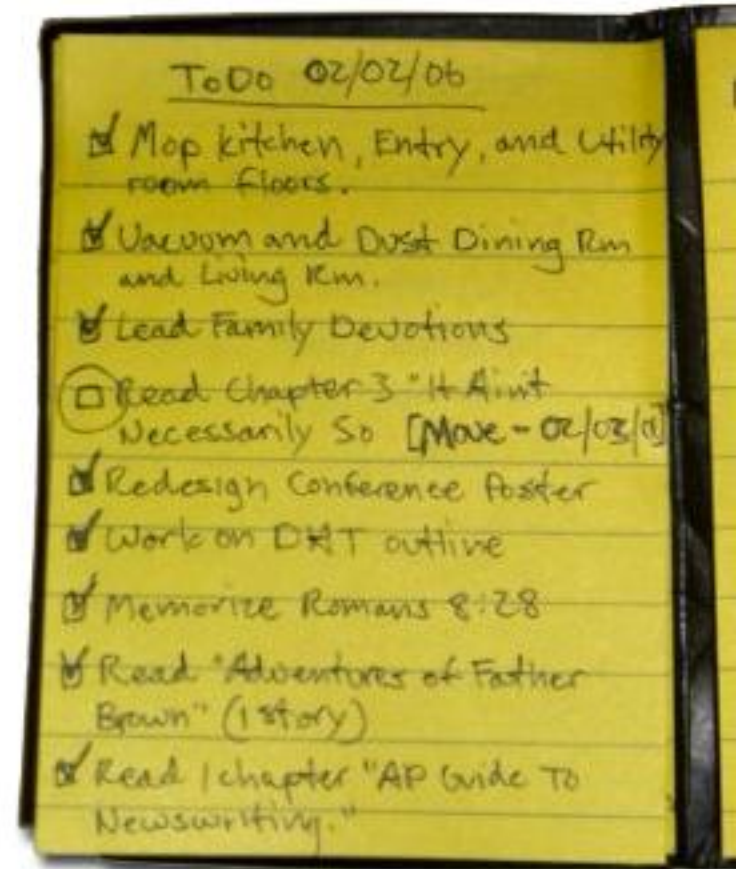 ToDo 02/02/06
Mop kitchen, Entry, and Utility
room floors.
Vacuum and Dust Dining Rm
and Living Rm.
Lead Family Devotions
Read Chapter 3 "It Ain't
Necessarily So [Move - 02/03/
Redesign Conference Poster
Work on outline
Memorize Romans 8:28
Read "Adventures of Father
Brown" (1 story)
Read 1 chapter "AP Guide To
Newswriting."